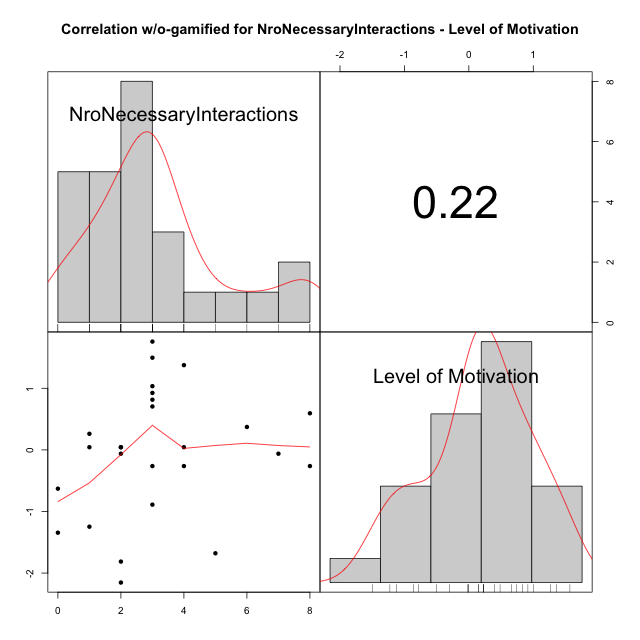 Correlation w/o-gamified for NroNecessaryInteractions - Level of Motivation
-2 -1 0 1
NroNecessaryInteractions
0.22
8
6
4
2
0
Level of Motivation
1
0
-1
-2
0 2 4 6 8